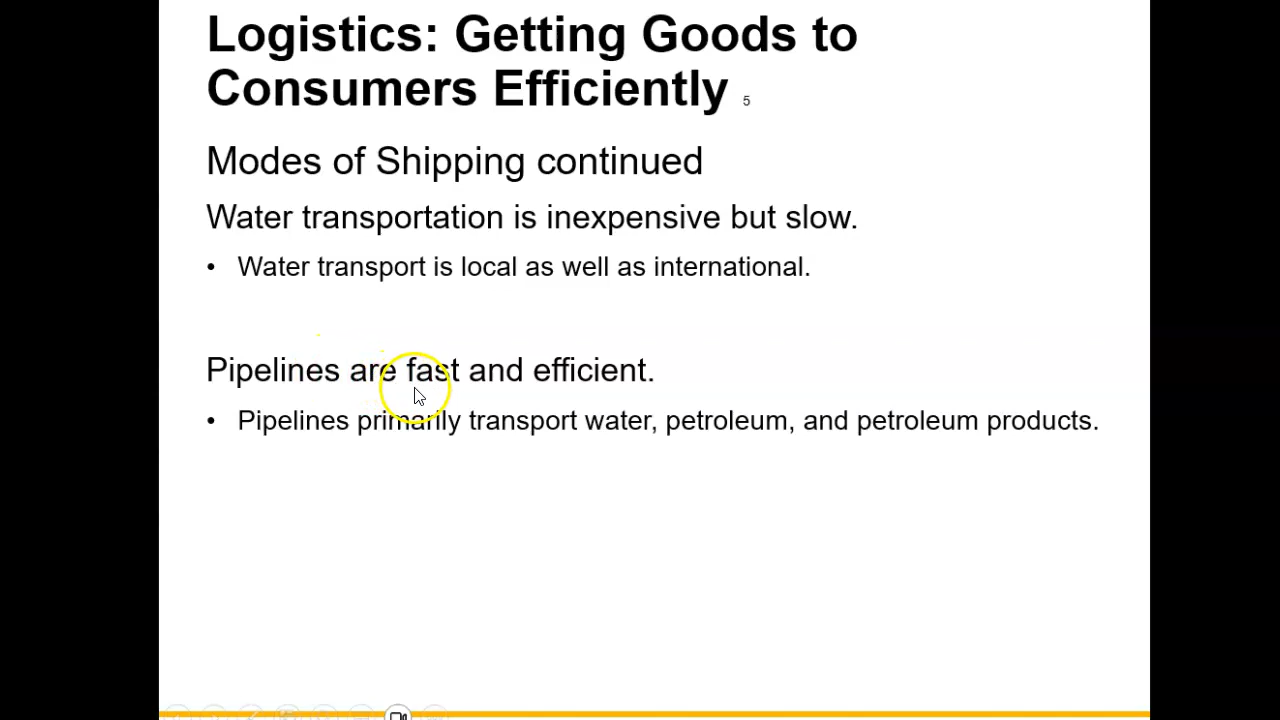 Logistics: Getting Goods to
Consumers Efficiently 5
Modes of Shipping continued
Water transportation is inexpensive but slow.
• Water transport is local as well as international.
Pipelines are fast and efficient.
• Pipelines primarily transport water, petroleum, and petroleum products.